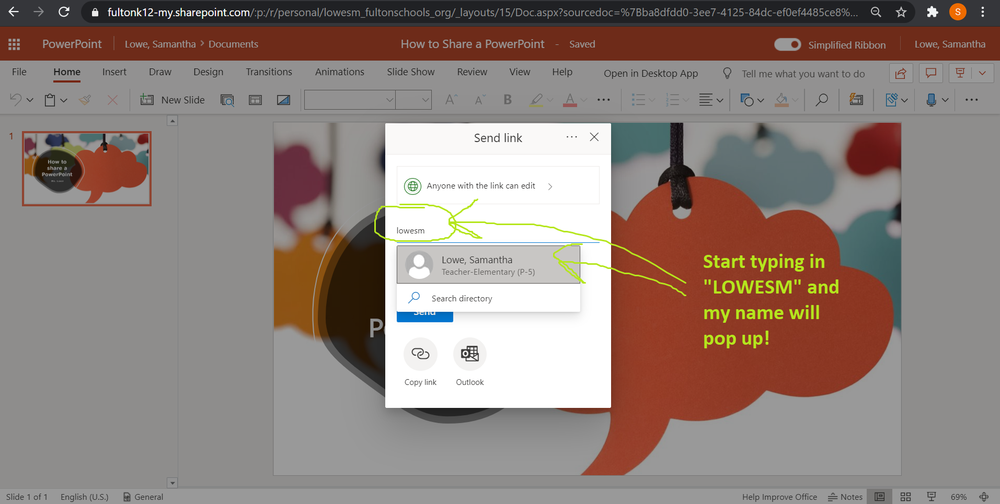 fultonk12-my.sharepoint.com/:p:/r/personal/lowesm_fultonschools_org/_layouts/15/Doc.aspx?sourcedoc=%7Bba8dfdd0-3ee7-4125-84dc-ef0ef4485ce8%...
S
PowerPoint
Lowe, Samantha > Documents
How to Share a PowerPoint - Saved
Simplified Ribbon
Lowe, Samantha
File Home Insert Draw Design Transitions Animations Slide Show Review View Help Open in Desktop App Tell me what you want to do
New Slide
A A B A
1
How to
share a
PowerPoint
Send link
Anyone with the link can edit
lowesm
Lowe, Samantha
Teacher-Elementary (P-5)
Search directory
Send
P
Copy link
Outlook
Start typing in
"LOWESM" and
my name will
pop up!
Slide 1 of 1 English (U.S.) General Help Improve Office Notes 69%